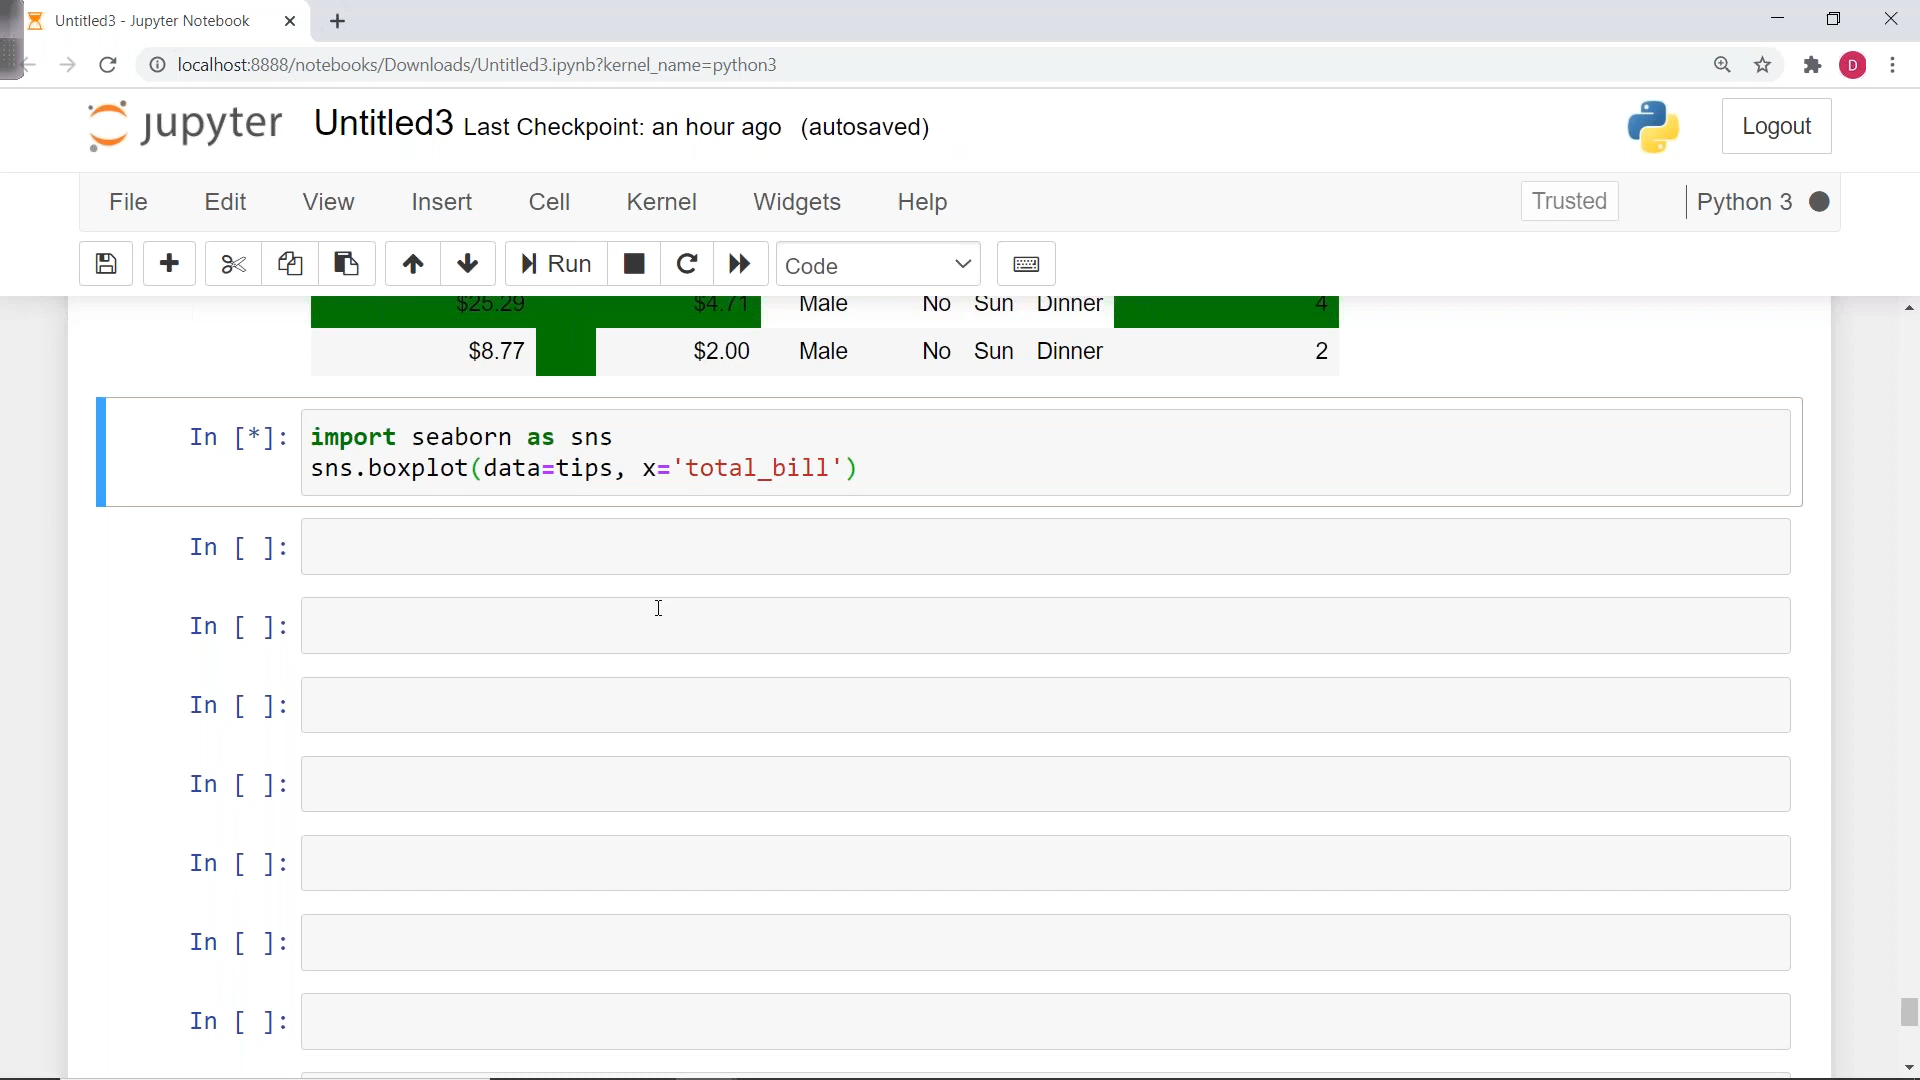 Untitled3 - Jupyter Notebook
localhost:8888/notebooks/Downloads/Untitled3.ipynb?kernel_name=python3
D
jupyter Untitled3 Last Checkpoint: an hour ago (autosaved)
Logout
File Edit View Insert Cell Kernel Widgets Help Trusted Python 3
Run Code
$25.29 $4.71 Male No Sun Dinner 4
$8.77 $2.00 Male No Sun Dinner 2
In [*]: import seaborn as sns
sns.boxplot(data=tips, x='total_bill')
In [ ]:
In [ ]:
In [ ]:
In [ ]:
In [ ]:
In [ ]:
In [ ]: